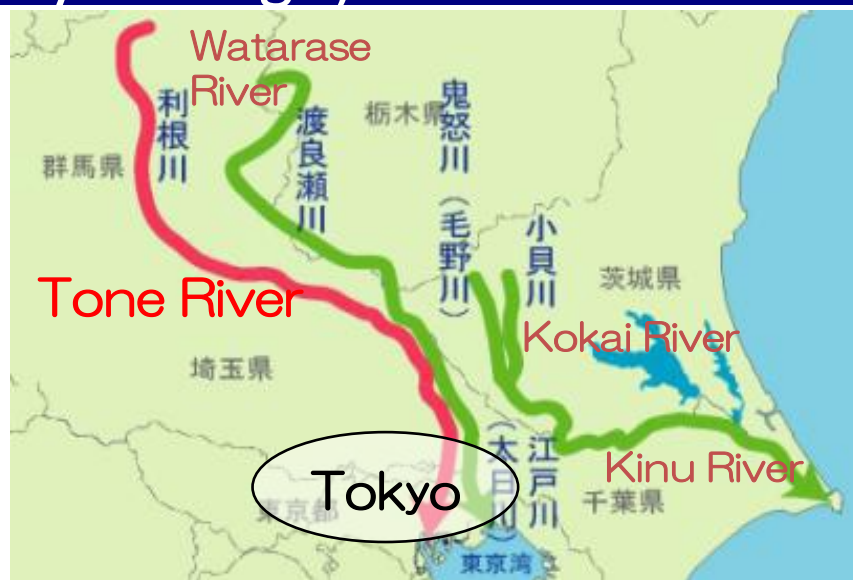 Watarase
River
利根川
渡良瀬川
鬼怒川（毛野川）
栃木県
群馬県
小貝川
茨城県
Tone River
Kokai River
埼玉県
Tokyo
東京都
江戸川
（太日川）
Kinu River
千葉県
東京湾